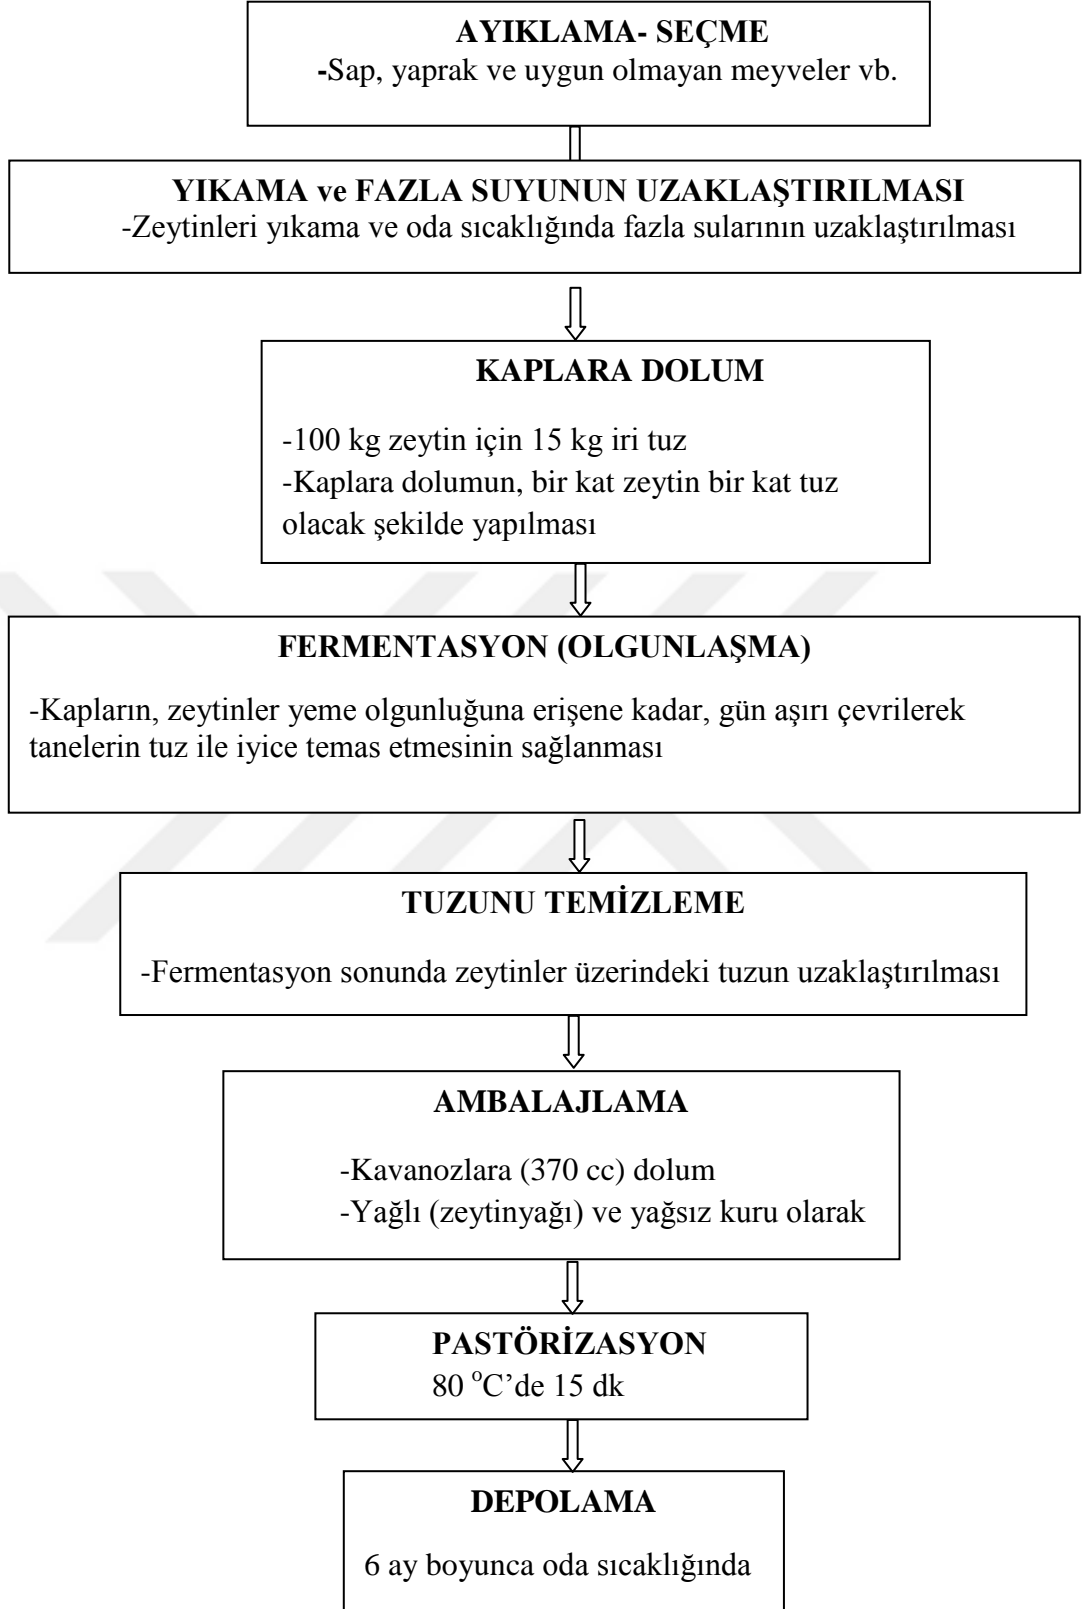 AYIKLAMA- SEÇME
-Sap, yaprak ve uygun olmayan meyveler vb.
YIKAMA ve FAZLA SUYUNUN UZAKLAŞTIRILMASI
-Zeytinleri yıkama ve oda sıcaklığında fazla sularının uzaklaştırılması
KAPLARA DOLUM
-100 kg zeytin için 15 kg iri tuz
-Kaplara dolumun, bir kat zeytin bir kat tuz
olacak şekilde yapılması
FERMENTASYON (OLGUNLAŞMA)
-Kapların, zeytinler yeme olgunluğuna erişene kadar, gün aşırı çevrilerek
tanelerin tuz ile iyice temas etmesinin sağlanması
TUZUNU TEMİZLEME
-Fermentasyon sonunda zeytinler üzerindeki tuzun uzaklaştırılması
AMBALAJLAMA
-Kavanozlara (370 cc) dolum
-Yağlı (zeytinyağı) ve yağsız kuru olarak
PASTÖRİZASYON
80 °C’de 15 dk
DEPOLAMA
6 ay boyunca oda sıcaklığında